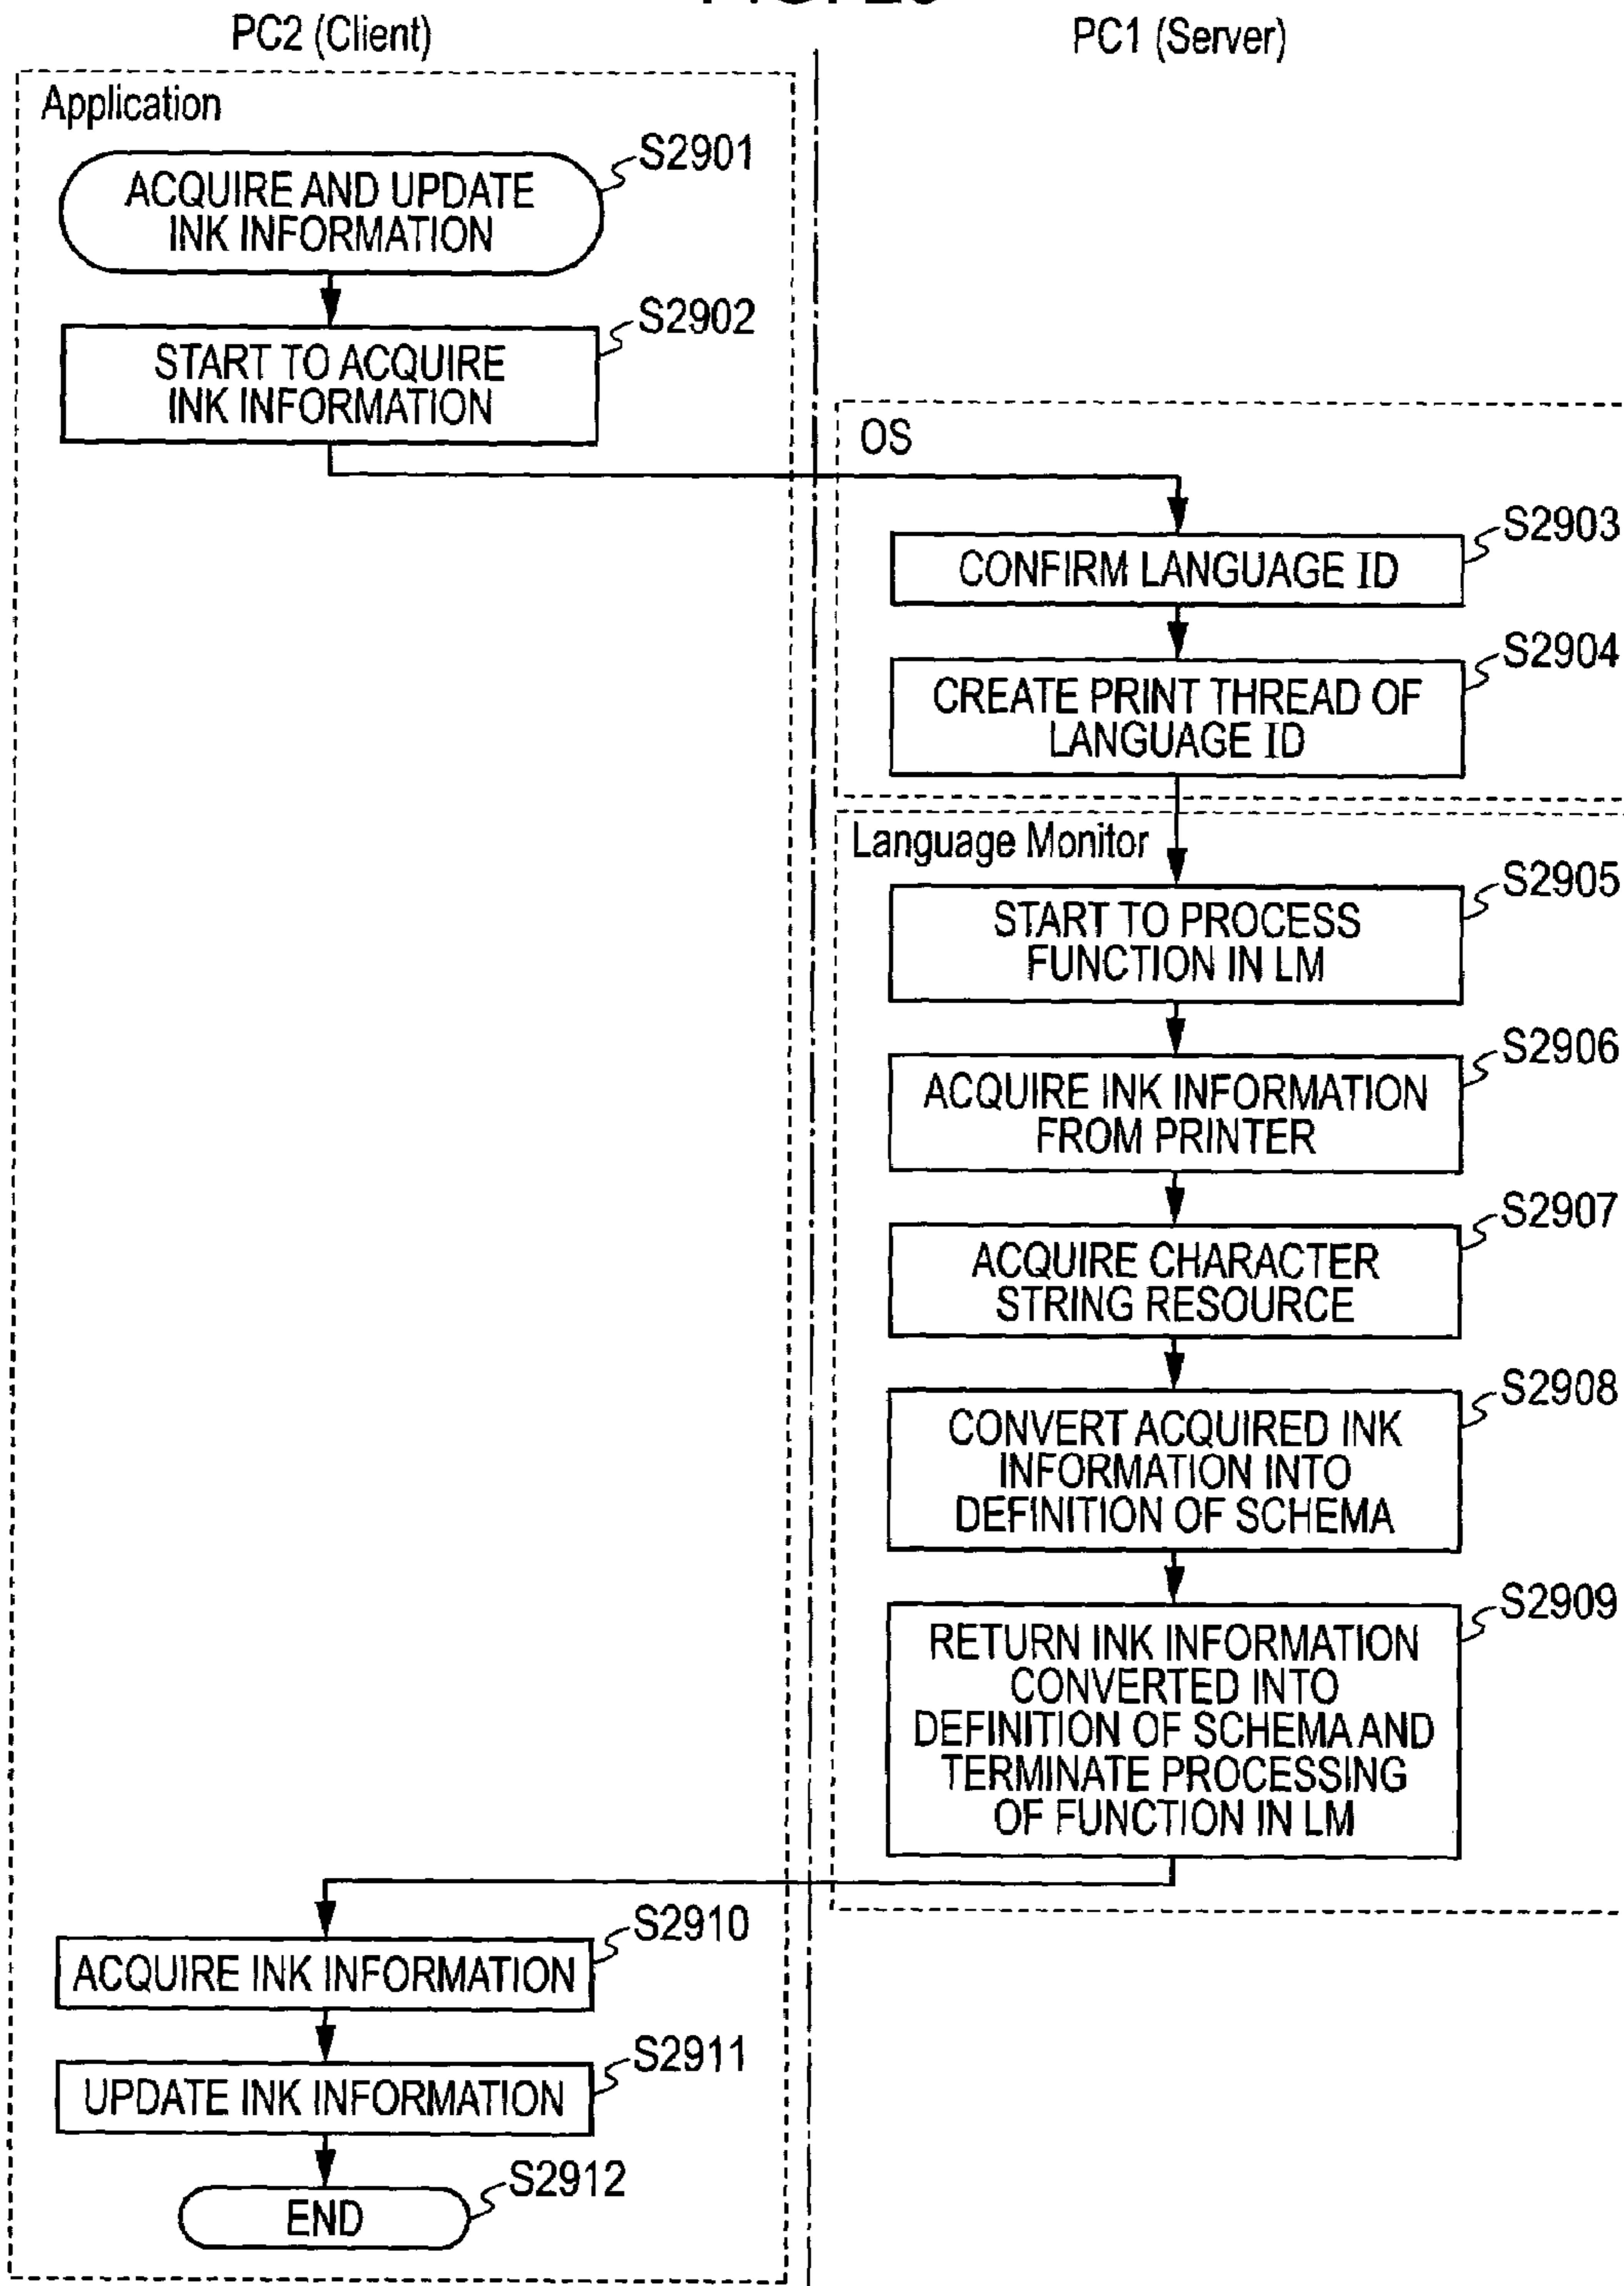 PC2 (Client)
PC1 (Server)
Application
S2901
ACQUIRE AND UPDATE
INK INFORMATION
S2902
START TO ACQUIRE
INK INFORMATION
OS
S2903
CONFIRM LANGUAGE ID
S2904
CREATE PRINT THREAD OF
LANGUAGE ID
Language Monitor
S2905
START TO PROCESS
FUNCTION IN LM
S2906
ACQUIRE INK INFORMATION
FROM PRINTER
S2907
ACQUIRE CHARACTER
STRING RESOURCE
S2908
CONVERT ACQUIRED INK
INFORMATION INTO
DEFINITION OF SCHEMA
S2909
RETURN INK INFORMATION
CONVERTED INTO
DEFINITION OF SCHEMA AND
TERMINATE PROCESSING
OF FUNCTION IN LM
S2910
ACQUIRE INK INFORMATION
S2911
UPDATE INK INFORMATION
S2912
END